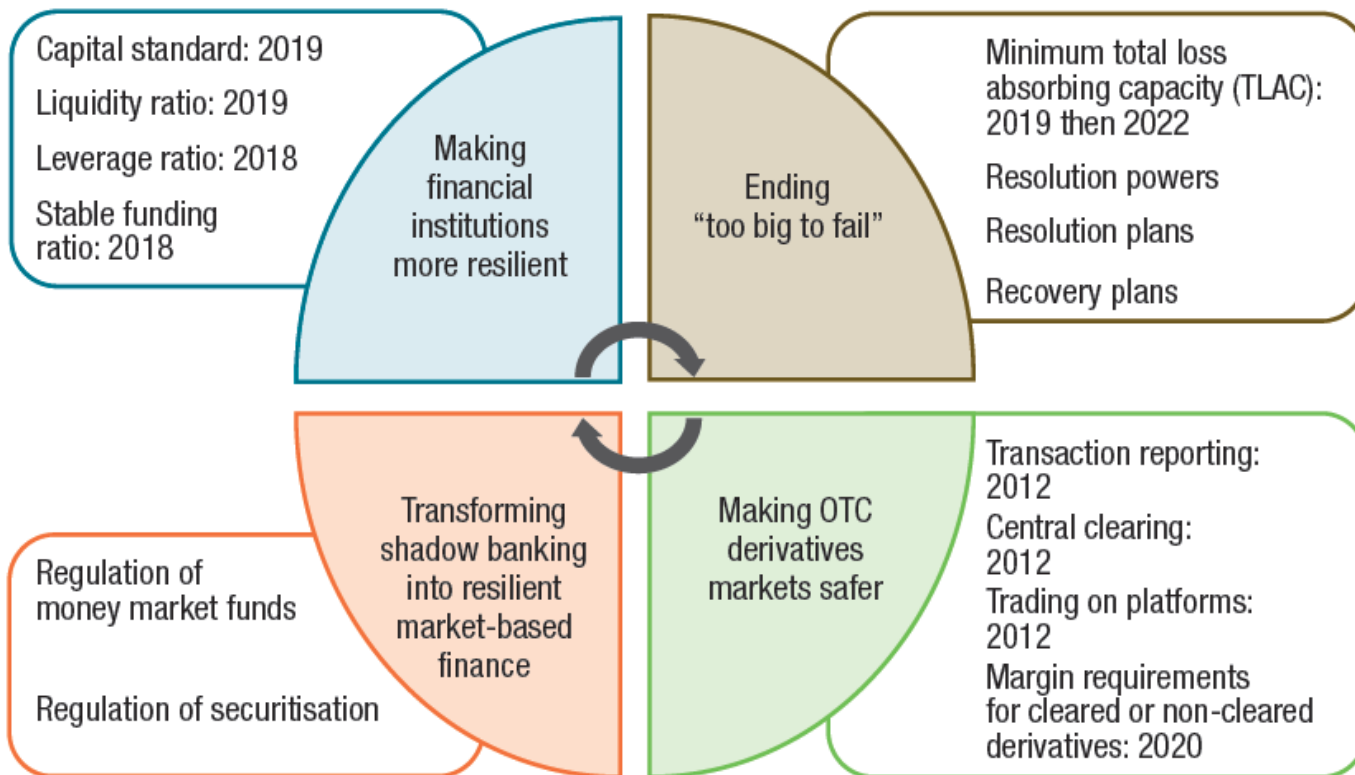 Capital standard: 2019
Liquidity ratio: 2019
Leverage ratio: 2018
Stable funding
ratio: 2018
Making
financial
institutions
more resilient
Ending
“too big to fail”
Minimum total loss
absorbing capacity (TLAC):
2019 then 2022
Resolution powers
Resolution plans
Recovery plans
Regulation of
money market funds
Regulation of securitisation
Transforming
shadow banking
into resilient
market-based
finance
Making OTC
derivatives
markets safer
Transaction reporting:
2012
Central clearing:
2012
Trading on platforms:
2012
Margin requirements
for cleared or non-cleared
derivatives: 2020